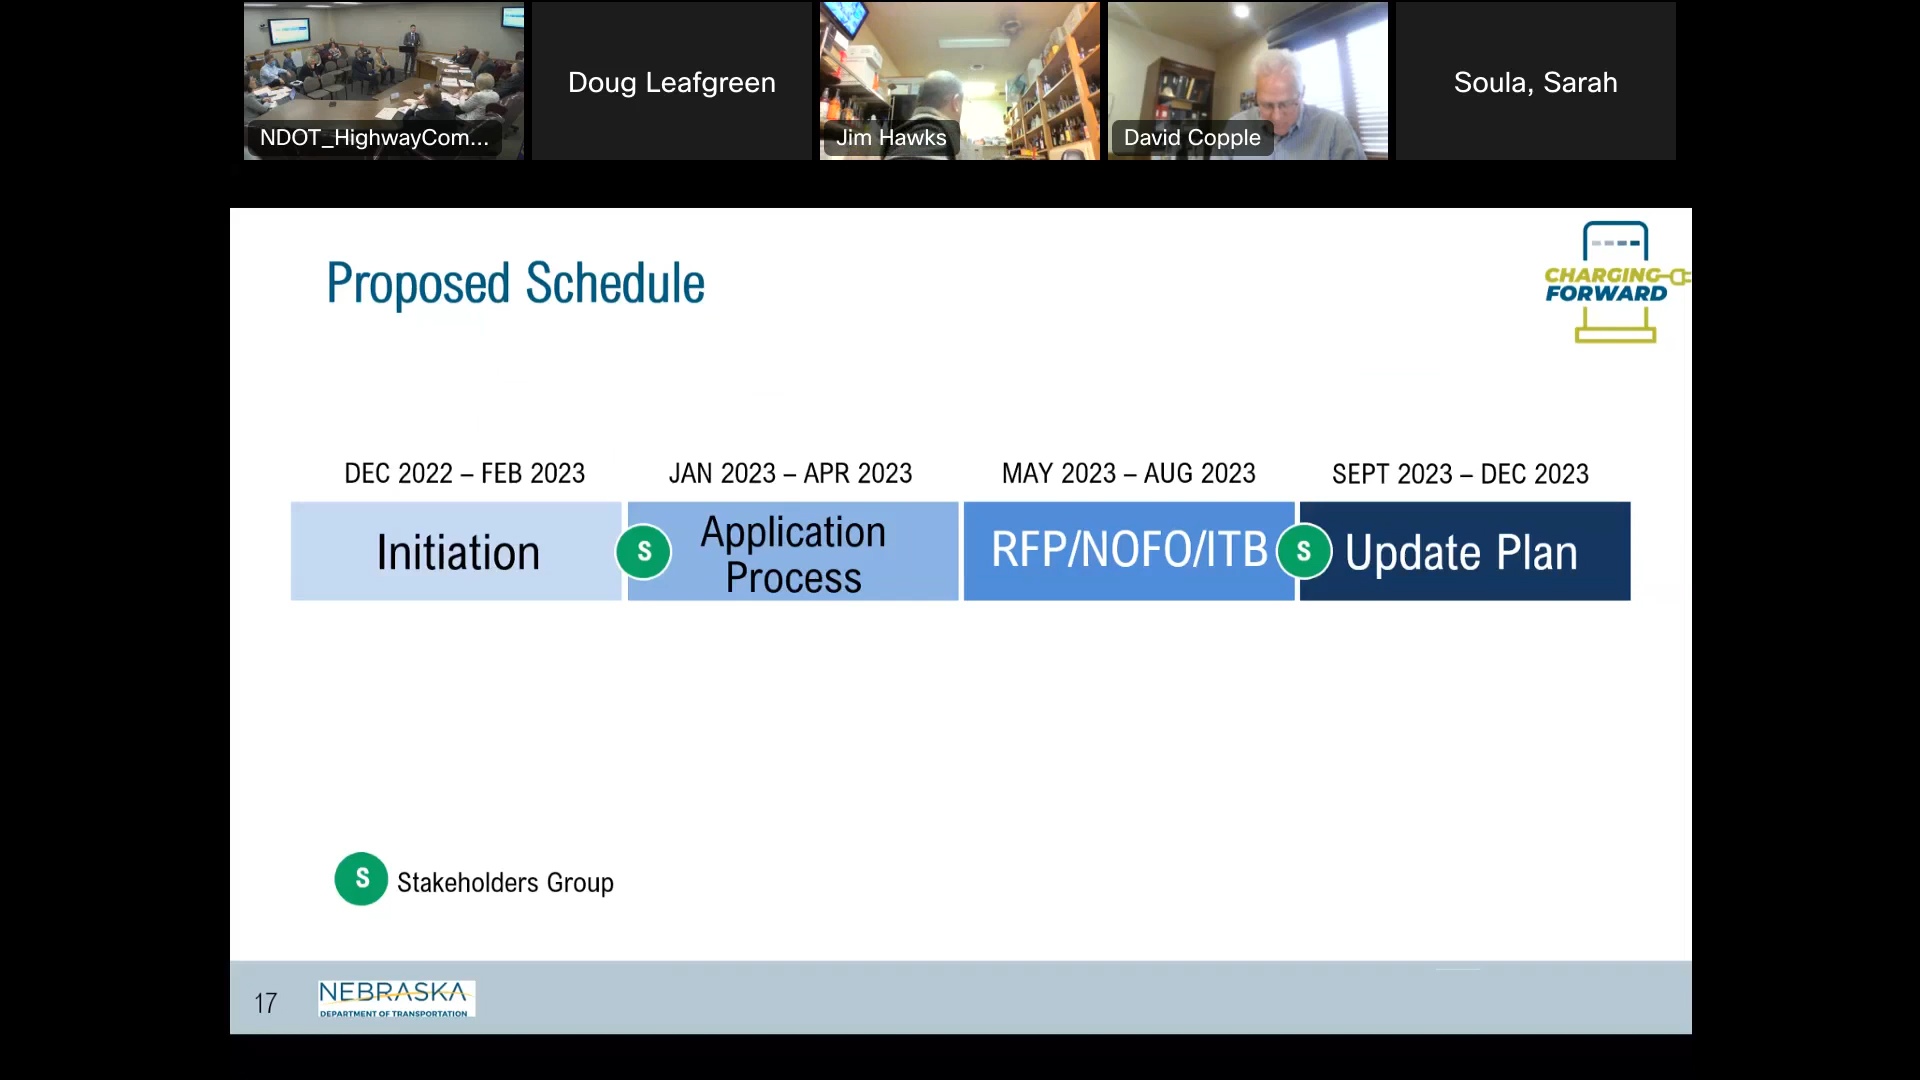 NDOT_HighwayCom...
Doug Leafgreen
Jim Hawks
David Copple
Soula, Sarah
Proposed Schedule
CHARGING
FORWARD
DEC 2022 – FEB 2023
JAN 2023 – APR 2023
MAY 2023 – AUG 2023
SEPT 2023 – DEC 2023
Initiation
S
Application
Process
RFP/NOFO/ITB
S
Update Plan
S
Stakeholders Group
17
NEBRASKA
DEPARTMENT OF TRANSPORTATION